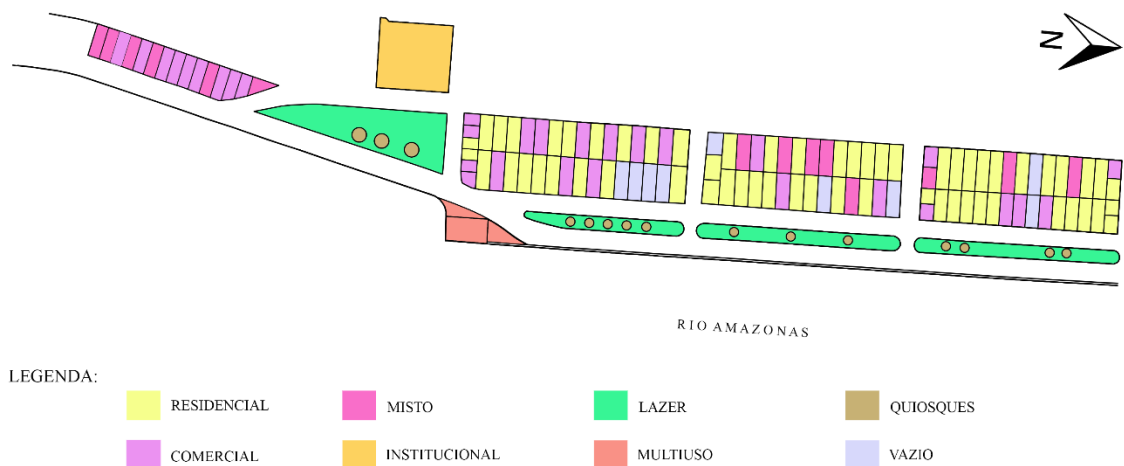 N
RIO AMAZONAS
LEGENDA:
RESIDENCIAL
MISTO
LAZER
QUIOSQUES
COMERCIAL
INSTITUCIONAL
MULTIUSO
VAZIO